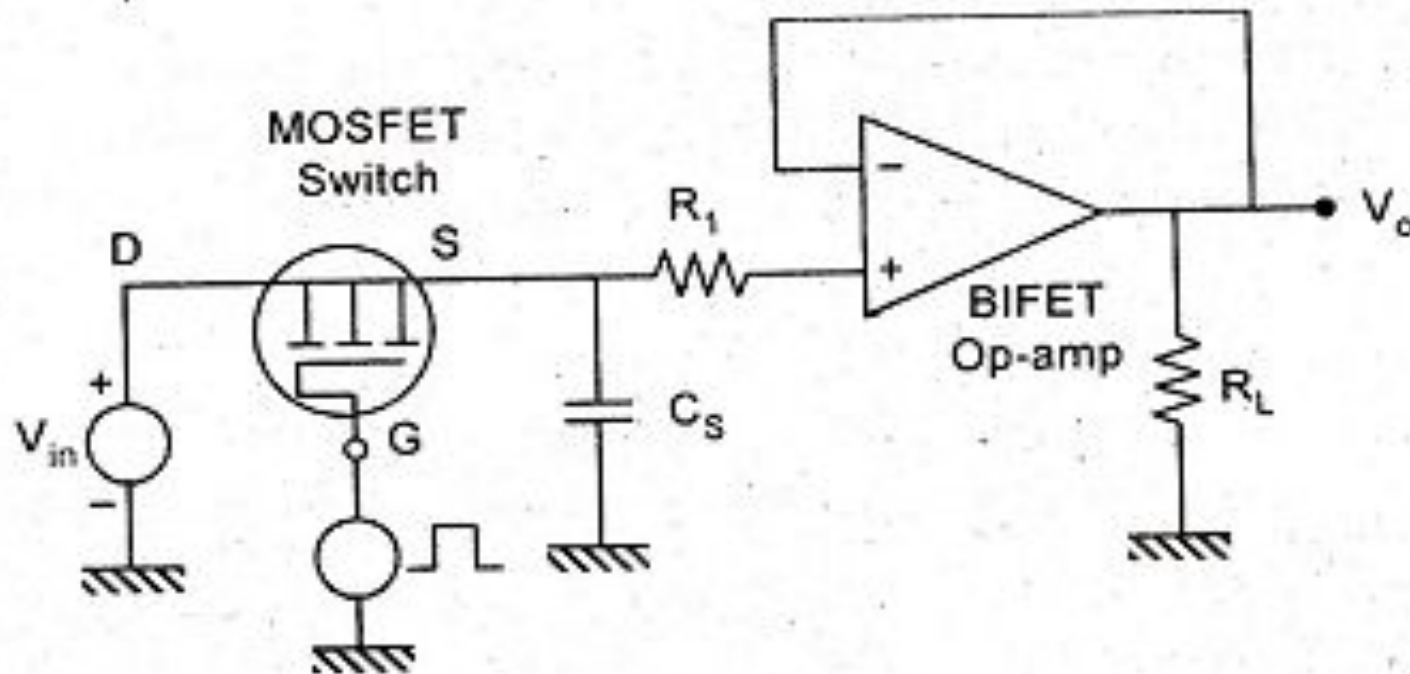 MOSFET
Switch
D
S
R1
−
+
Vo
BIFET
Op-amp
+
Vin
−
G
CS
RL